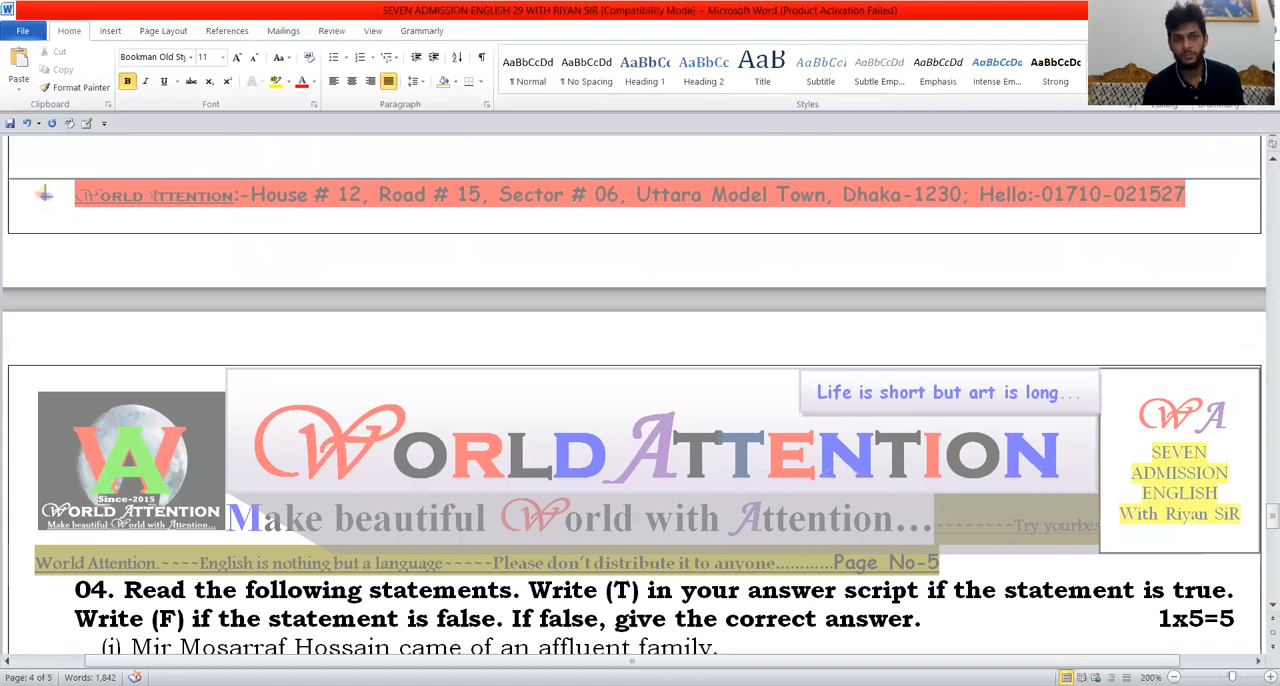 SEVEN ADMISSION ENGLISH 29 WITH RIYAN SIR [Compatibility Mode] - Microsoft Word (Product Activation Failed)
File Home Insert Page Layout References Mailings Review View Grammarly
Cut
Copy
Format Painter
Paste
Clipboard
Bookman Old Sty 11
Font
Paragraph
AaBbCcDd AaBbCcDd AaBbCc AaBbCc AaB AaBbCcI AaBbCcDd AaBbCcDd AaBbCcDd AaBbCcDd
¶ Normal ¶ No Spacing Heading 1 Heading 2 Title Subtitle Subtle Emp... Emphasis Intense Em... Strong
Styles
WORLD ATTENTION:-House # 12, Road # 15, Sector # 06, Uttara Model Town, Dhaka-1230; Hello:-01710-021527
Life is short but art is long...
WA
Since-2015
WORLD ATTENTION
Make beautiful World with Attention...
WORLD ATTENTION
Make beautiful World with Attention...
~~~~~~~~Try yourbes
WA
SEVEN
ADMISSION
ENGLISH
With Riyan SiR
World Attention.~~~~English is nothing but a language~~~~~Please don't distribute it to anyone............Page No-5
04. Read the following statements. Write (T) in your answer script if the statement is true.
Write (F) if the statement is false. If false, give the correct answer. 1x5=5
(i) Mir Mosarraf Hossain came of an affluent family.
Page: 4 of 5 Words: 1,842 200%